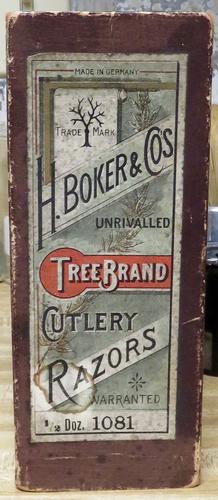 MADE IN GERMANY
TRADE MARK
H. BOKER & CO'S
UNRIVALLED
TREE BRAND
CUTLERY
RAZORS
WARRANTED
1/2 DOZ. 1081